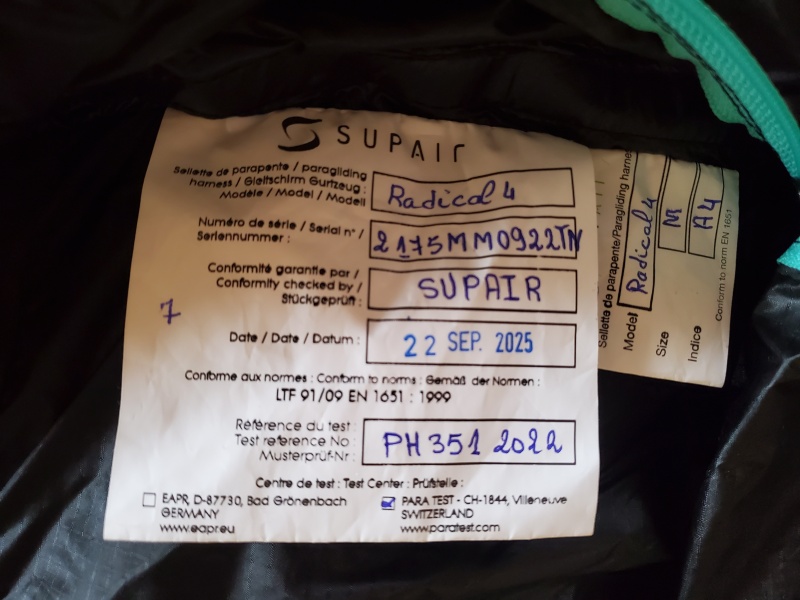 SUPAIR
Sellette de parapente / paragliding
harness / Gleitschirm Gurtzeug :
Modèle / Model / Modell
Radical 4
Numéro de série / Serial n° /
Seriennummer :
2175MM0922TN
Conformité garantie par /
Conformity checked by /
Stückgeprüft :
SUPAIR
Date / Date / Datum :
22 SEP. 2025
7
Conforme aux normes : Conform to norms : Gemäß der Normen :
LTF 91/09 EN 1651 : 1999
Référence du test :
Test reference No :
Musterprüf-Nr :
PH 351 2022
Centre de test : Test Center : Prüfstelle :
EAPR, D-87730, Bad Grönenbach
GERMANY
www.eapr.eu
PARA TEST - CH-1844, Villeneuve
SWITZERLAND
www.paratest.com
Sellette de parapente/Paragliding harne
Model
Radical 4
Size
M
Indice
A4
Conform to norm EN 1651